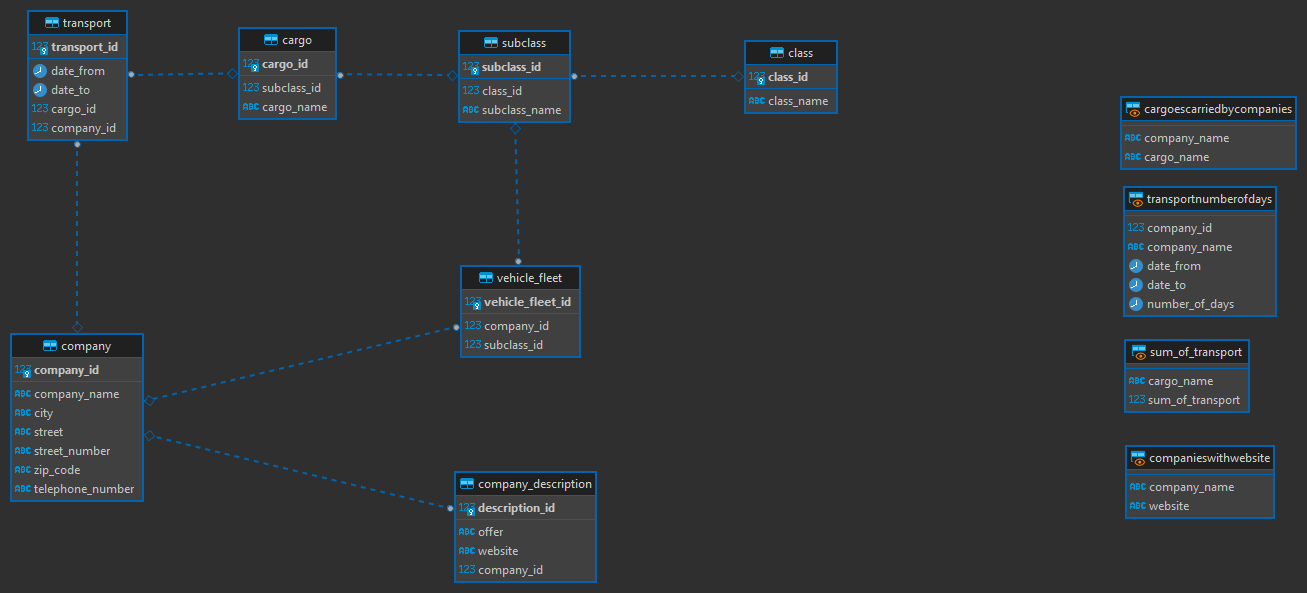 transport
123 transport_id
date_from
date_to
123 cargo_id
123 company_id
cargo
123 cargo_id
123 subclass_id
ABC cargo_name
subclass
123 subclass_id
123 class_id
ABC subclass_name
class
123 class_id
ABC class_name
cargoescarriedbycompanies
ABC company_name
ABC cargo_name
transportnumberofdays
123 company_id
ABC company_name
date_from
date_to
number_of_days
vehicle_fleet
123 vehicle_fleet_id
123 company_id
123 subclass_id
company
123 company_id
ABC company_name
ABC city
ABC street
ABC street_number
ABC zip_code
ABC telephone_number
sum_of_transport
ABC cargo_name
123 sum_of_transport
company_description
123 description_id
ABC offer
ABC website
123 company_id
companieswithwebsite
ABC company_name
ABC website